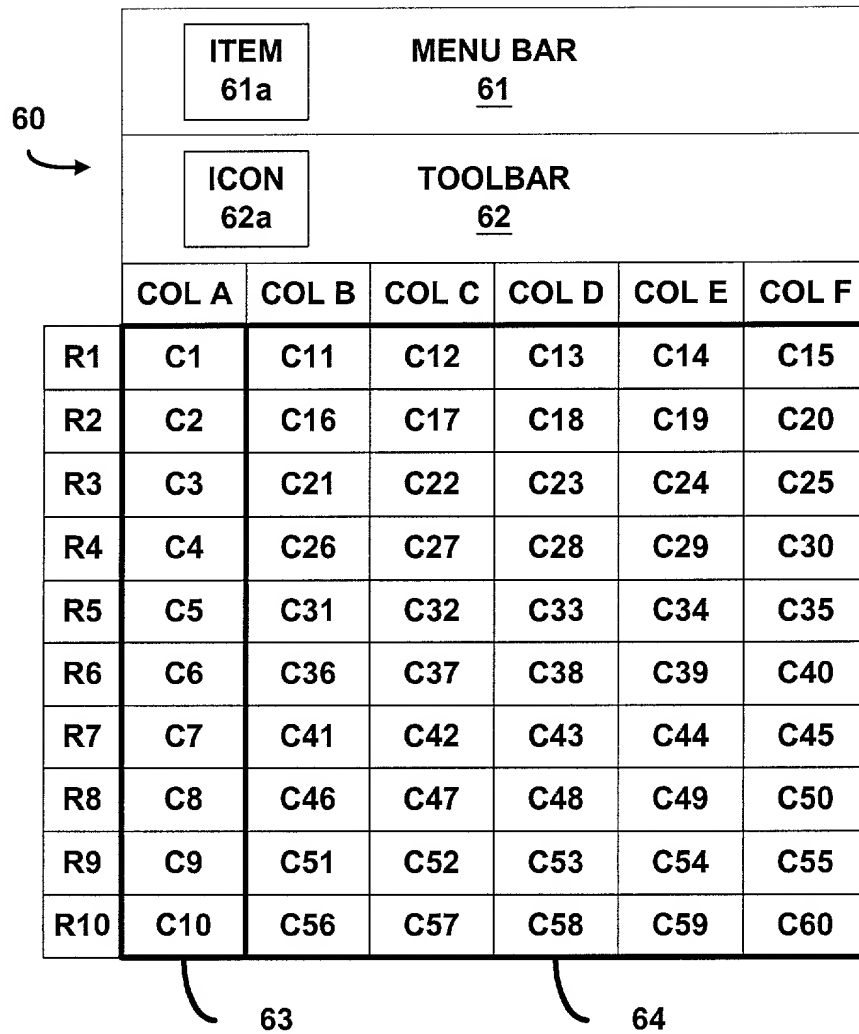 ITEM MENU BAR
61a 61
60
ICON TOOLBAR
62a 62
COL A COL B COL C COL D COL E COL F
R1 C1 C11 C12 C13 C14 C15
R2 C2 C16 C17 C18 C19 C20
R3 C3 C21 C22 C23 C24 C25
R4 C4 C26 C27 C28 C29 C30
R5 C5 C31 C32 C33 C34 C35
R6 C6 C36 C37 C38 C39 C40
R7 C7 C41 C42 C43 C44 C45
R8 C8 C46 C47 C48 C49 C50
R9 C9 C51 C52 C53 C54 C55
R10 C10 C56 C57 C58 C59 C60
63 64